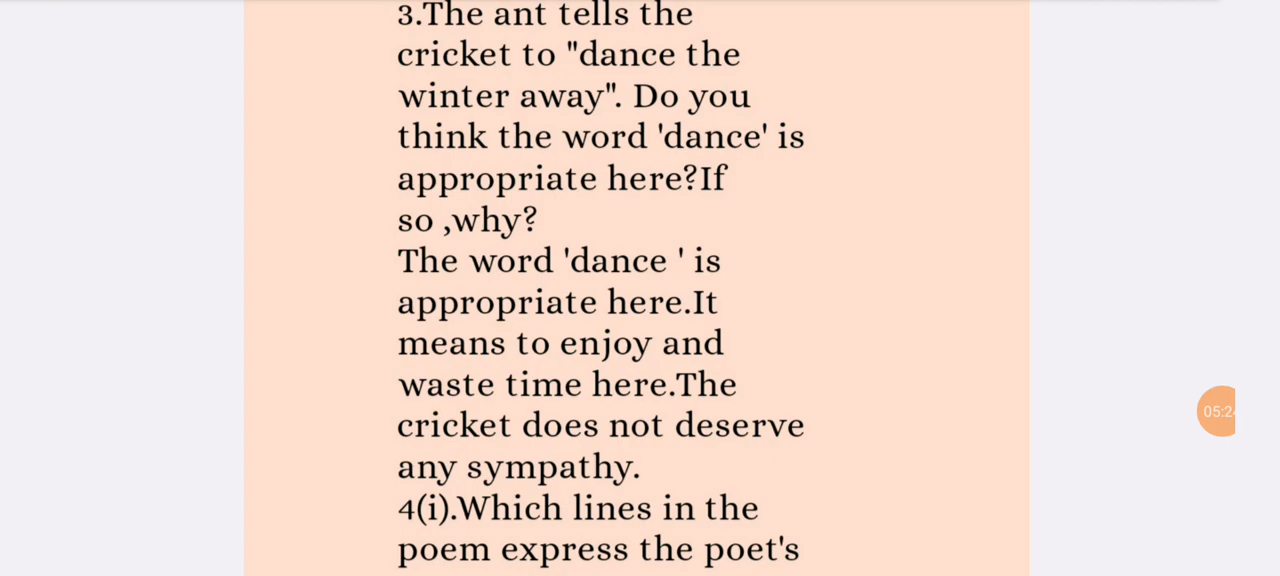 3.The ant tells the
cricket to "dance the
winter away". Do you
think the word 'dance' is
appropriate here?If
so ,why?
The word 'dance ' is
appropriate here.It
means to enjoy and
waste time here.The
cricket does not deserve
any sympathy.
4(i).Which lines in the
poem express the poet's